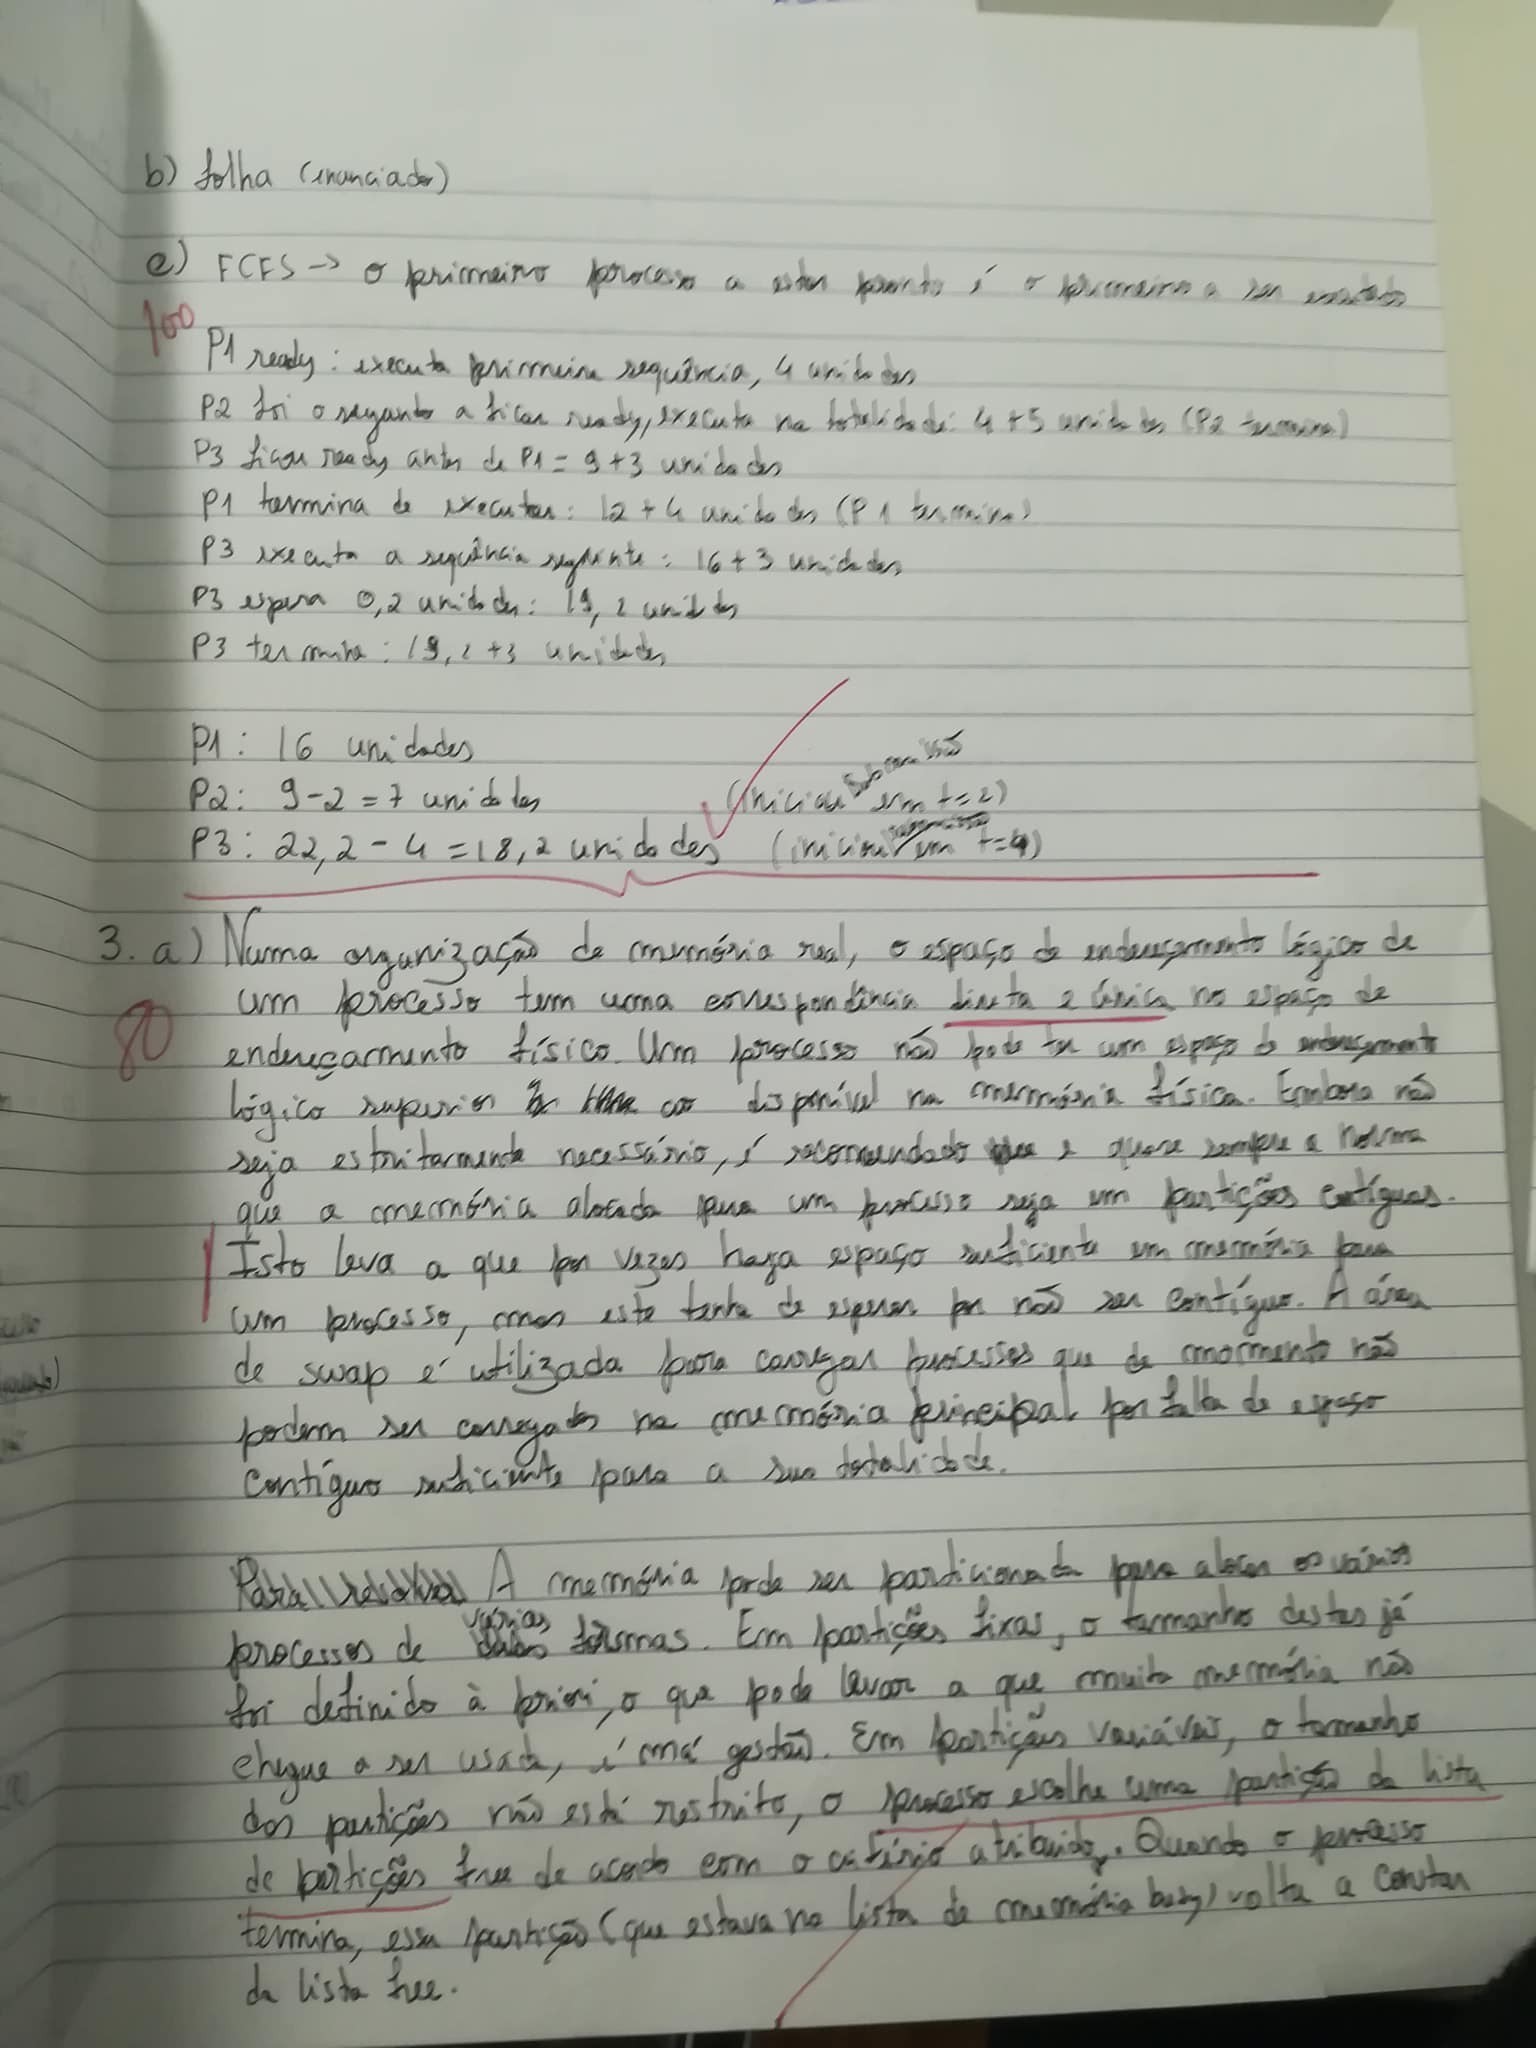 b) folha (enunciado)
c) FCFS -> o primeiro processo a estar pronto é o primeiro a ser executado
100
P1 ready: executa primeira sequência, 4 unidades
P2 foi o segundo a ficar ready, executa na totalidade: 4+5 unidades (P2 termina)
P3 ficou ready antes de P1 = 9+3 unidades
P1 termina de executar: 12+4 unidades (P1 termina)
P3 executa a sequência seguinte: 16+3 unidades
P3 espera 0,2 unidades: 19,2 unidades
P3 termina: 19,2+3 unidades
P1: 16 unidades
P2: 9-2=7 unidades (iniciou submissão em t=2)
P3: 22,2-4=18,2 unidades (iniciou submissão em t=4)
3. a) Numa organização de memória real, o espaço de endereçamento lógico de
80
um processo tem uma correspondência direta e única no espaço de
endereçamento físico. Um processo não pode ter um espaço de endereçamento
lógico superior ao disponível na memória física. Embora não
seja estritamente necessário, é recomendado e quase sempre a norma
que a memória alocada para um processo seja em partições contíguas.
Isto leva a que por vezes haja espaço suficiente em memória para
um processo, mas este tenha de esperar por não ser contíguo. A área
de swap é utilizada para carregar processos que de momento não
podem ser carregados na memória principal por falta de espaço
contíguo suficiente para a sua totalidade.
Para resolver A memória pode ser particionada para alocar os vários
processos de várias formas. Em partições fixas, o tamanho destas já
foi definido à priori, o que pode levar a que muita memória não
chegue a ser usada, é má gestão. Em partições variáveis, o tamanho
das partições não está restrito, o processo escolhe uma partição da lista
de partições free de acordo com o critério atribuido. Quando o processo
termina, essa partição (que estava na lista de memória busy) volta a constar
da lista free.